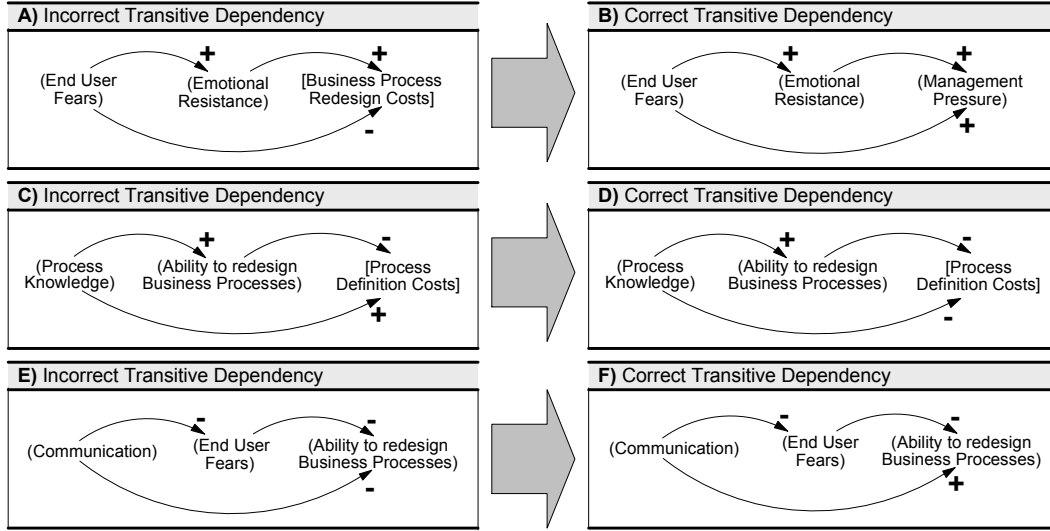 A) Incorrect Transitive Dependency
+
+
(End User
Fears)
(Emotional
Resistance)
[Business Process
Redesign Costs]
-
B) Correct Transitive Dependency
+
+
(End User
Fears)
(Emotional
Resistance)
(Management
Pressure)
+
C) Incorrect Transitive Dependency
+
-
(Process
Knowledge)
(Ability to redesign
Business Processes)
[Process
Definition Costs]
+
D) Correct Transitive Dependency
+
-
(Process
Knowledge)
(Ability to redesign
Business Processes)
[Process
Definition Costs]
-
E) Incorrect Transitive Dependency
-
-
(Communication)
(End User
Fears)
(Ability to redesign
Business Processes)
-
F) Correct Transitive Dependency
-
-
(Communication)
(End User
Fears)
(Ability to redesign
Business Processes)
+